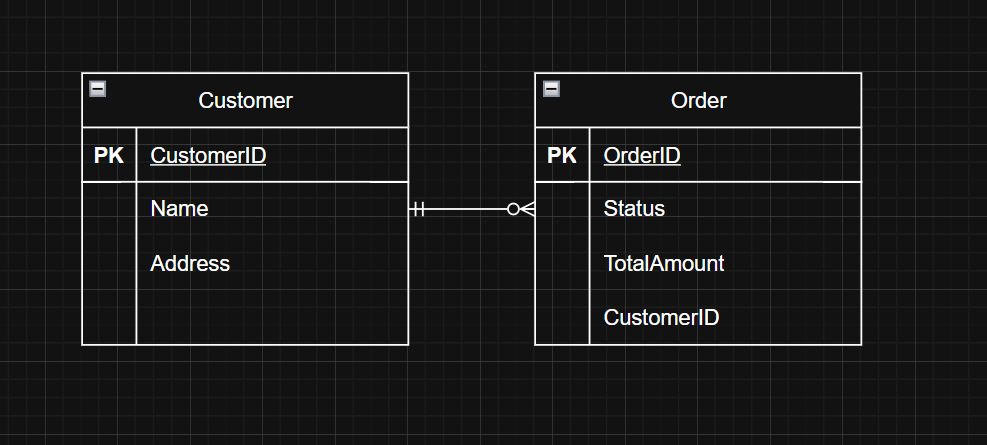 Customer
PK CustomerID
Name
Address
Order
PK OrderID
Status
TotalAmount
CustomerID